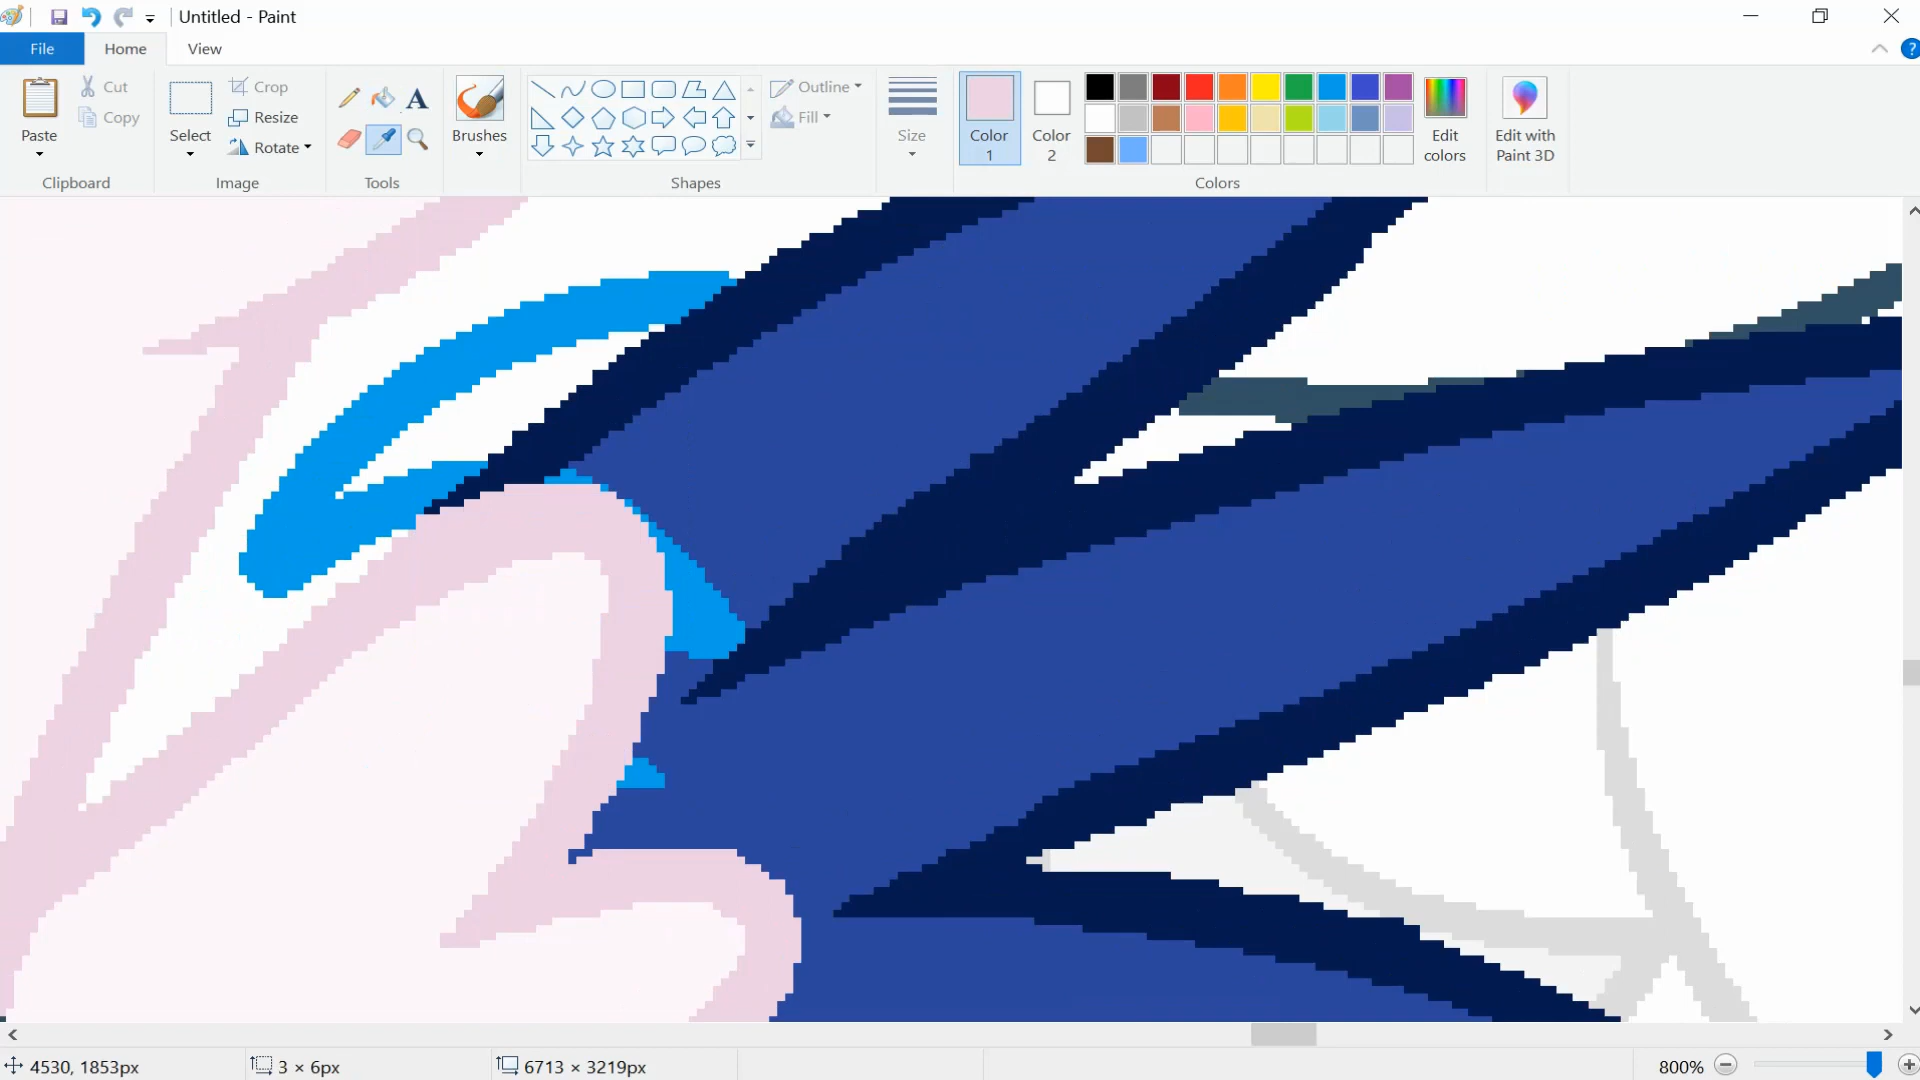 Untitled - Paint
File
Home
View
Paste
Cut
Copy
Clipboard
Select
Crop
Resize
Rotate
Image
A
Tools
Brushes
Outline
Fill
Shapes
Size
Color 1
Color 2
Edit colors
Colors
Edit with Paint 3D
?
4530, 1853px
3 × 6px
6713 × 3219px
800%